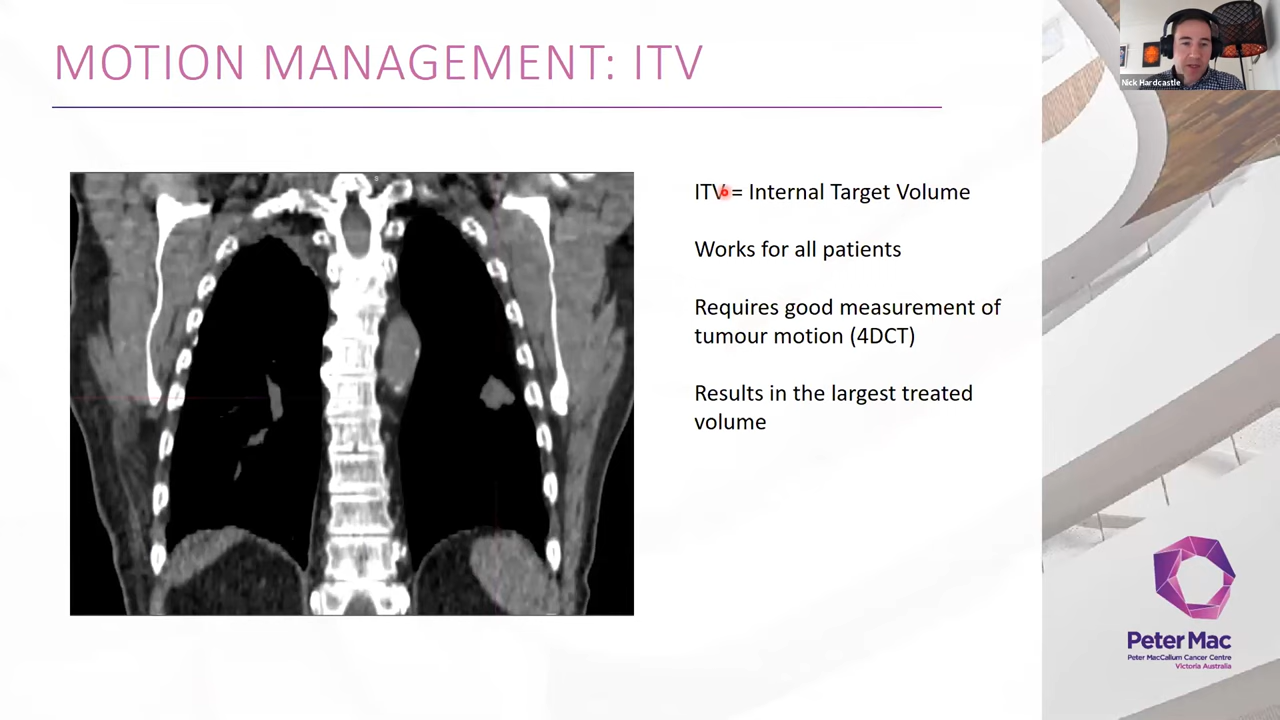 MOTION MANAGEMENT: ITV
Nick Hardcastle
ITV = Internal Target Volume
Works for all patients
Requires good measurement of
tumour motion (4DCT)
Results in the largest treated
volume
Peter Mac
Peter MacCallum Cancer Centre
Victoria Australia